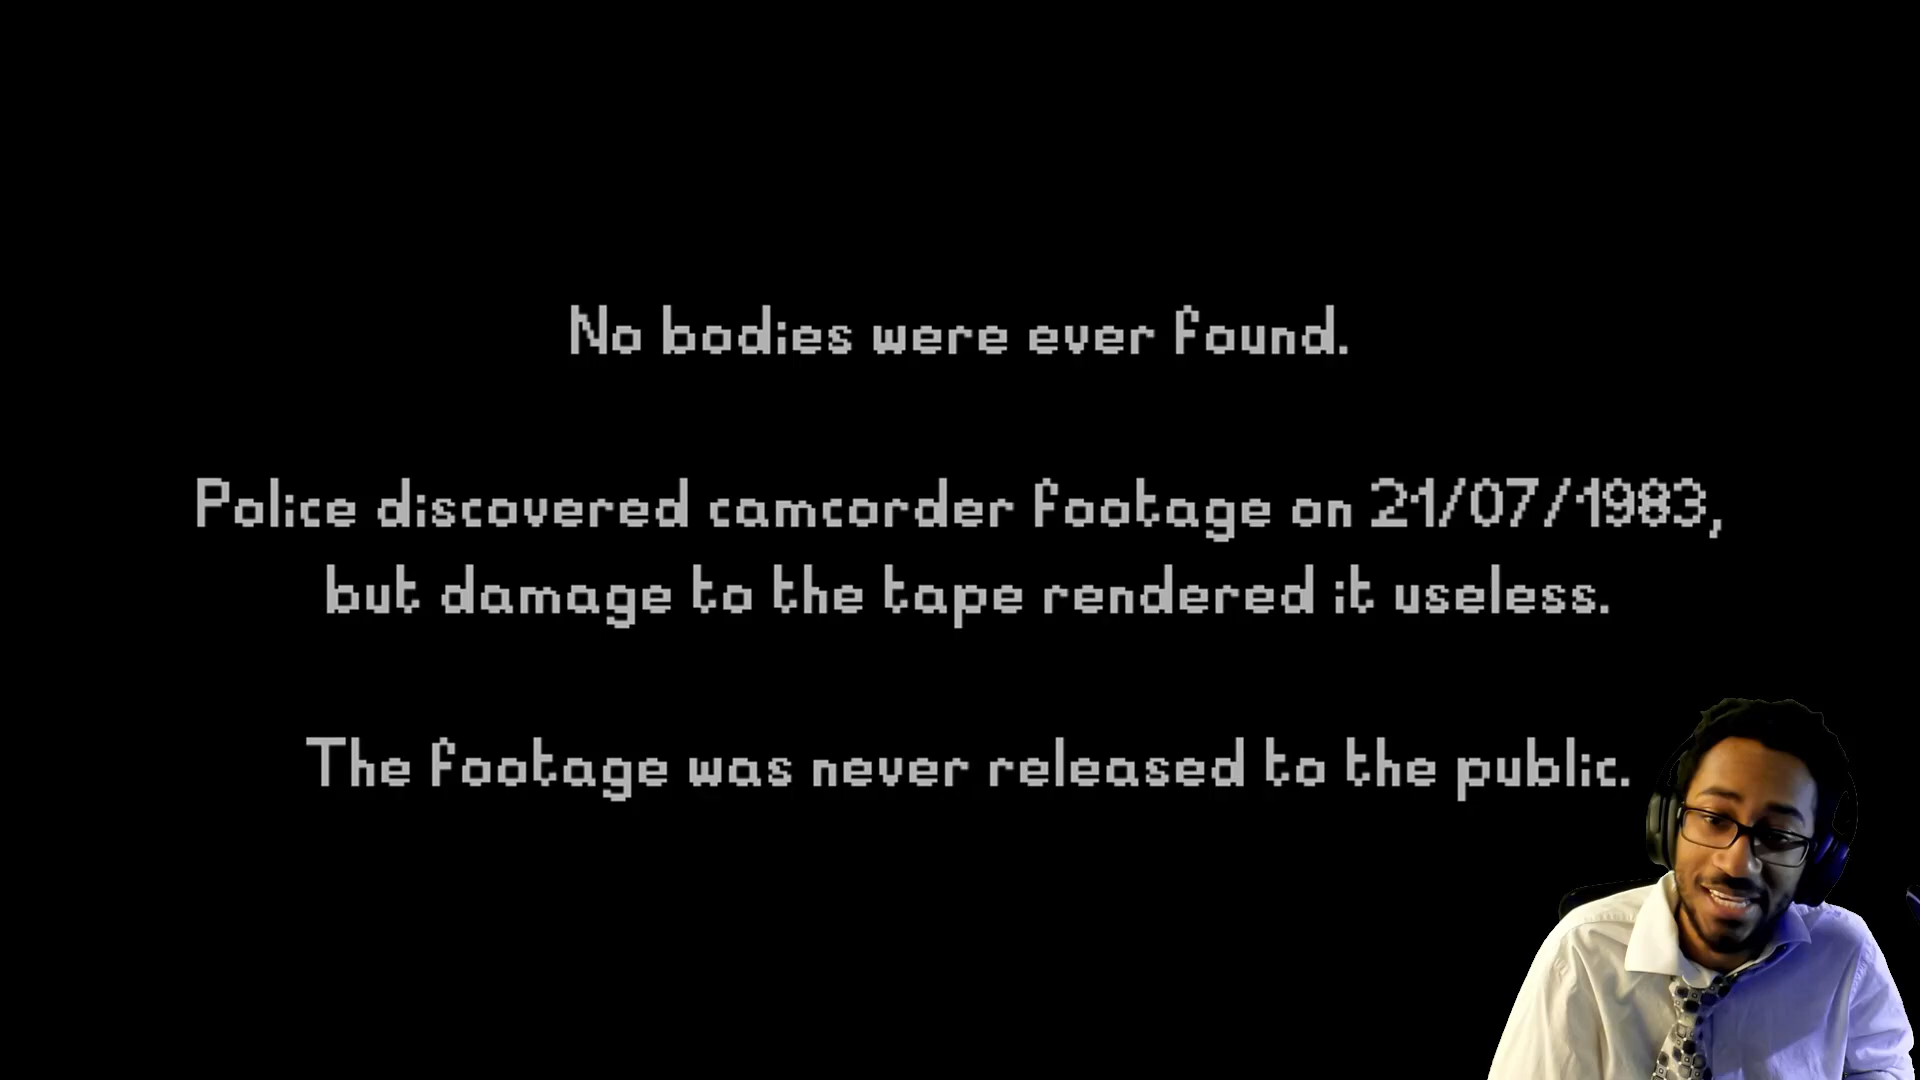 No bodies were ever found.
Police discovered camcorder footage on 21/07/1983,
but damage to the tape rendered it useless.
The footage was never released to the public.